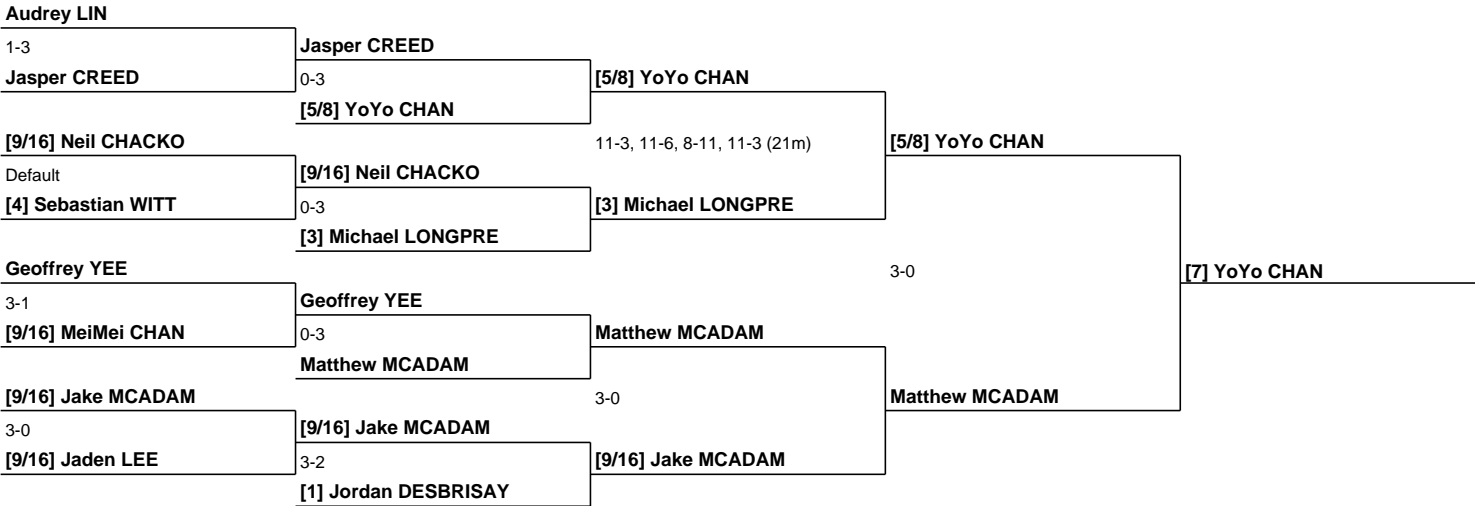 Audrey LIN
1-3
Jasper CREED
Jasper CREED
0-3
[5/8] YoYo CHAN
[5/8] YoYo CHAN
[9/16] Neil CHACKO
11-3, 11-6, 8-11, 11-3 (21m)
[5/8] YoYo CHAN
Default
[9/16] Neil CHACKO
[4] Sebastian WITT
0-3
[3] Michael LONGPRE
[3] Michael LONGPRE
Geoffrey YEE
3-0
[7] YoYo CHAN
3-1
Geoffrey YEE
[9/16] MeiMei CHAN
0-3
Matthew MCADAM
Matthew MCADAM
[9/16] Jake MCADAM
3-0
Matthew MCADAM
3-0
[9/16] Jake MCADAM
[9/16] Jaden LEE
3-2
[9/16] Jake MCADAM
[1] Jordan DESBRISAY